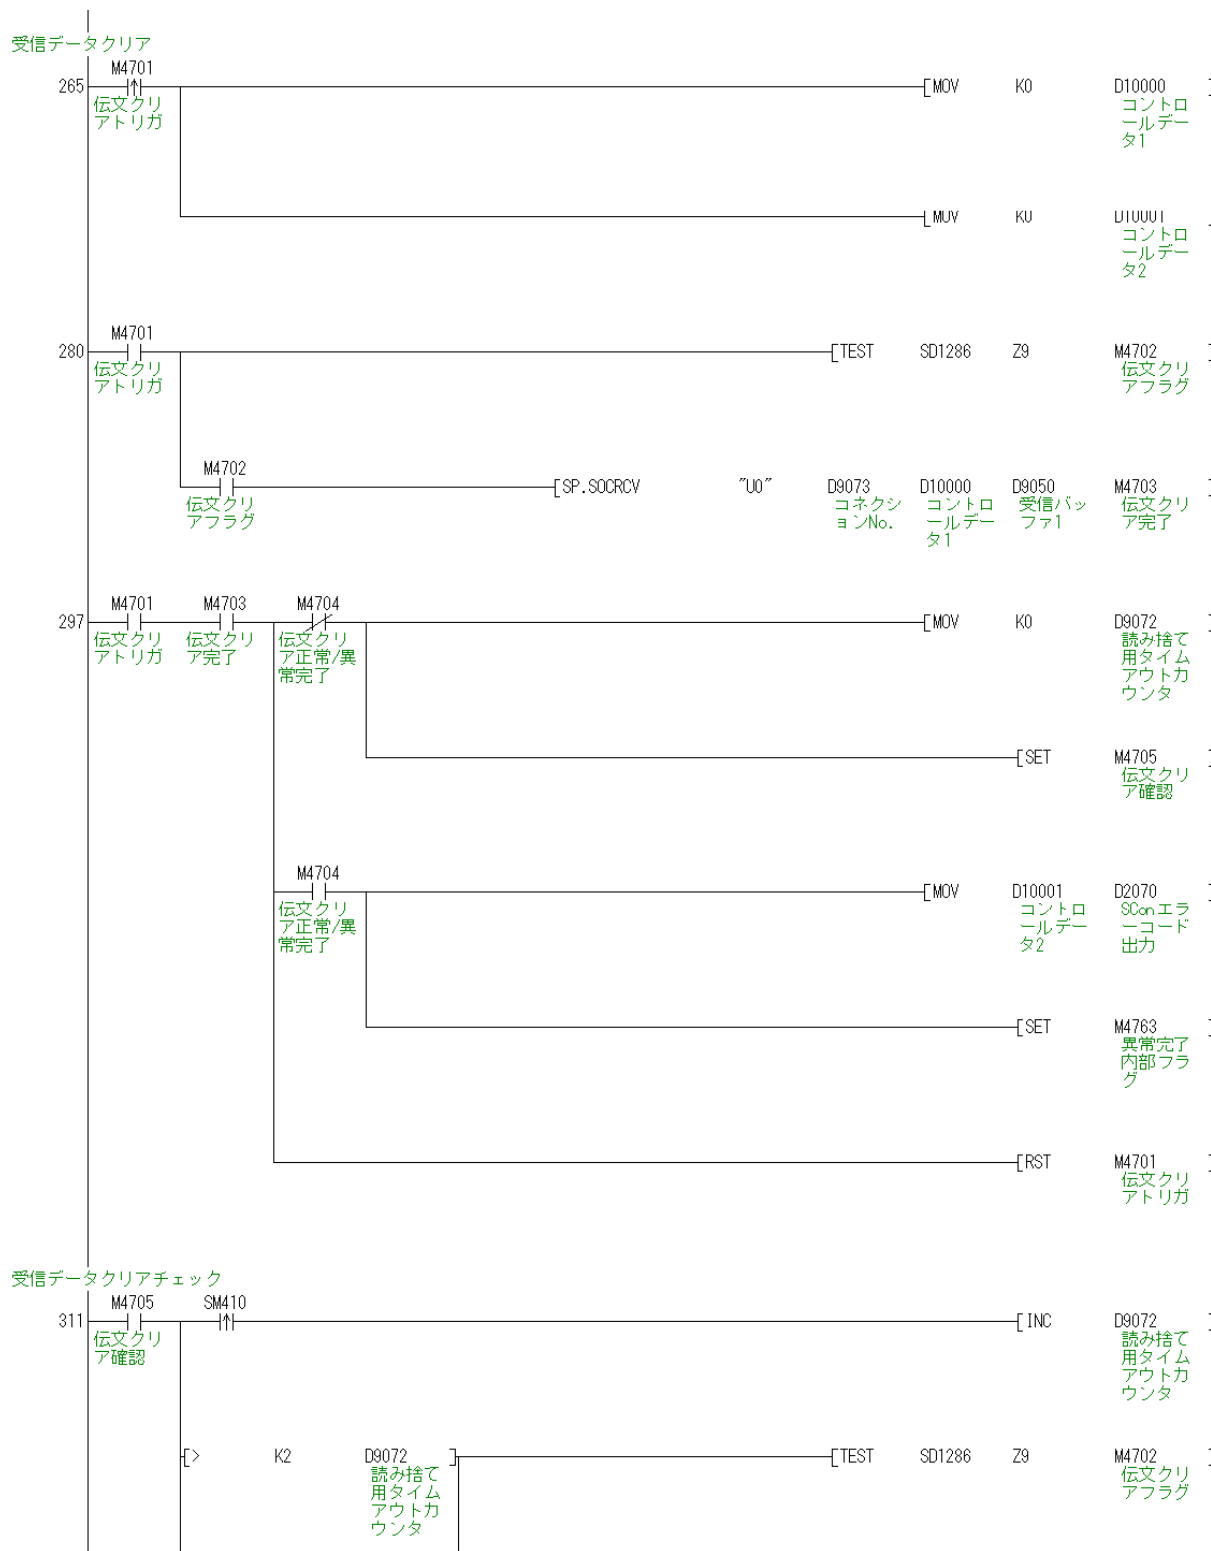 受信データクリア
M4701
265 [MOV K0 D10000 ]
伝文クリ コントロ
アトリガ ールデー
タ1
[MOV K0 D10001 ]
コントロ
ールデー
タ2
M4701
280 [TEST SD1286 Z9 M4702 ]
伝文クリ 伝文クリ
アトリガ アフラグ
M4702
[SP.SOCRCV "U0" D9073 D10000 D9050 M4703 ]
伝文クリ コネクシ コントロ 受信バッ 伝文クリ
アフラグ ョンNo. ールデー ファ1 ア完了
タ1
M4701 M4703 M4704
297 [MOV K0 D9072 ]
伝文クリ 伝文クリ 伝文クリ 読み捨て
アトリガ ア完了 ア正常/異 用タイム
常完了 アウトカ
ウンタ
[SET M4705 ]
伝文クリ
ア確認
M4704
[MOV D10001 D2070 ]
伝文クリ コントロ SConエラ
ア正常/異 ールデー ーコード
常完了 タ2 出力
[SET M4763 ]
異常完了
内部フラ
グ
[RST M4701 ]
伝文クリ
アトリガ
受信データクリアチェック
M4705 SM410
311 [INC D9072 ]
伝文クリ 読み捨て
ア確認 用タイム
アウトカ
ウンタ
[> K2 D9072 ] [TEST SD1286 Z9 M4702 ]
読み捨て 伝文クリ
用タイム アフラグ
アウトカ
ウンタ